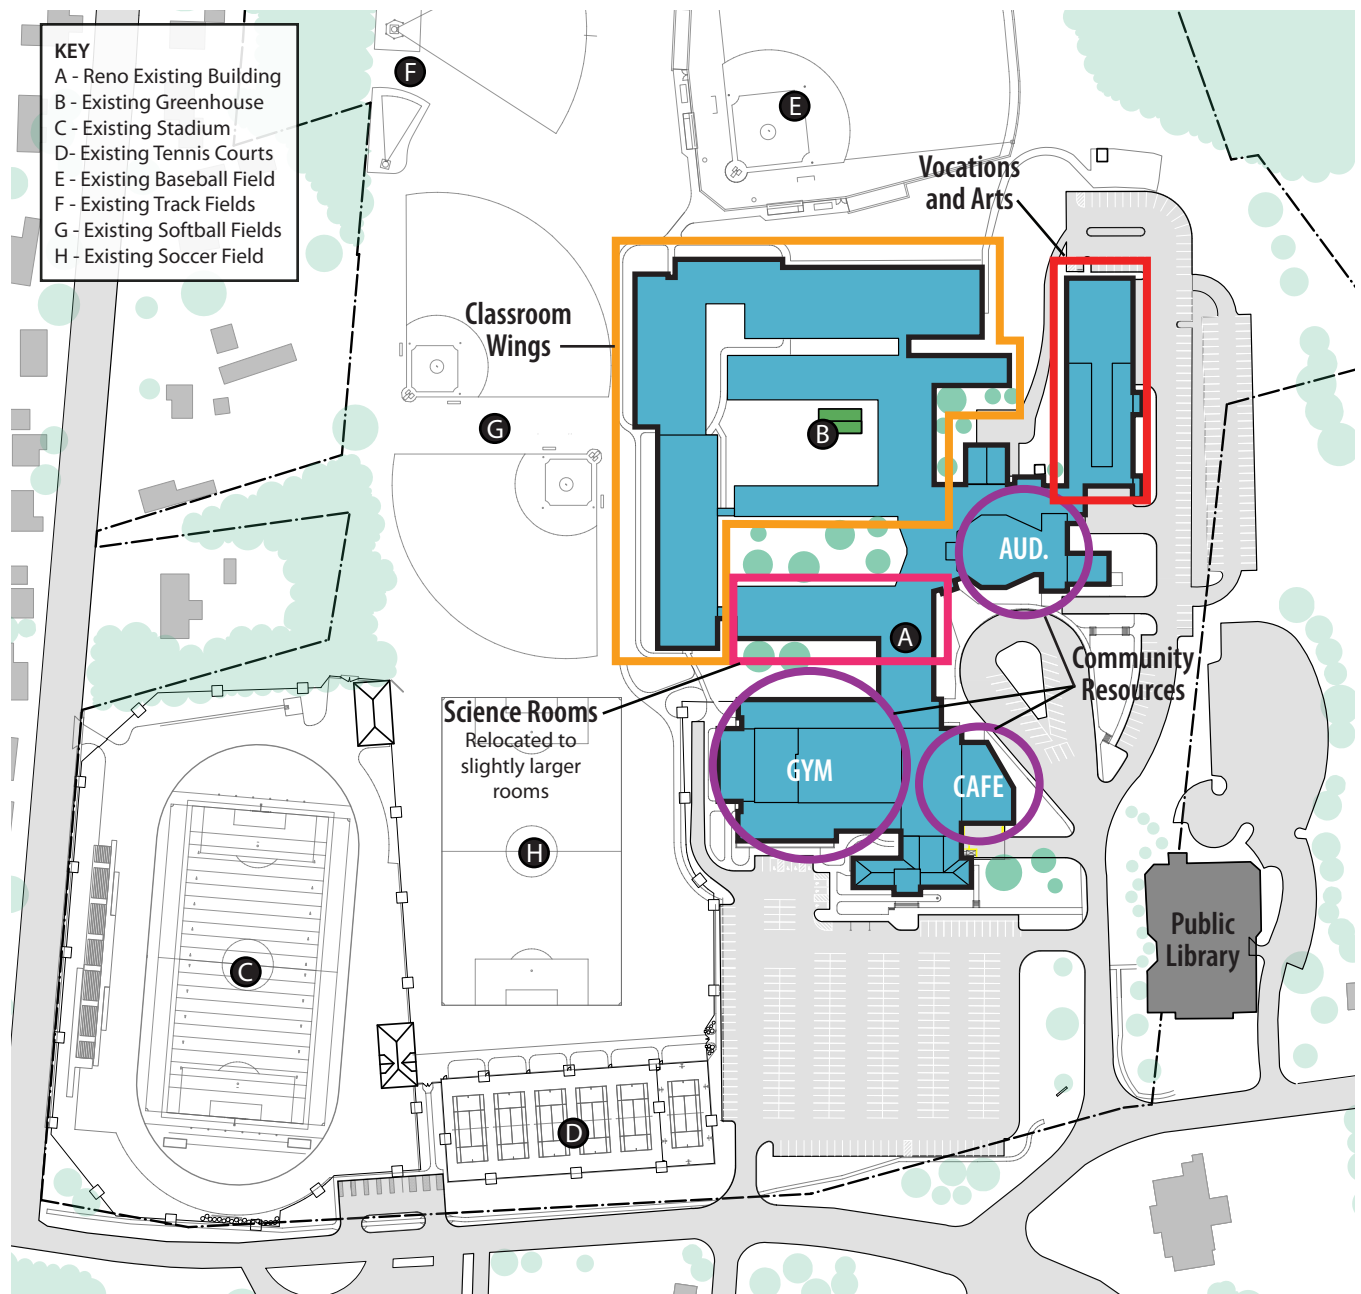 KEY
A - Reno Existing Building
B - Existing Greenhouse
C - Existing Stadium
D- Existing Tennis Courts
E - Existing Baseball Field
F - Existing Track Fields
G - Existing Softball Fields
H - Existing Soccer Field
F
E
Vocations
and Arts
Classroom
Wings
G
B
AUD.
A
Community
Resources
Science Rooms
Relocated to
slightly larger
rooms
GYM
CAFE
H
Public
Library
C
D